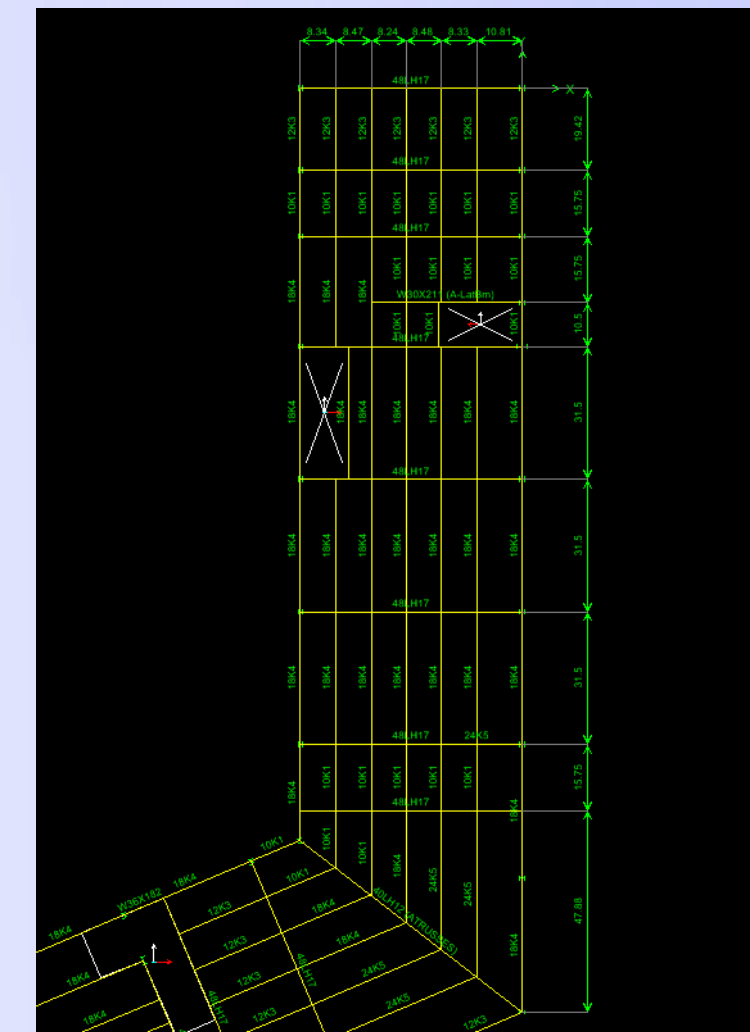 8.34 8.47 8.24 8.48 8.33 10.81
48LH17
X
12K3 12K3 12K3 12K3 12K3 12K3 12K3 19.42
48LH17
10K1 10K1 10K1 10K1 10K1 10K1 10K1 15.75
48LH17
18K4 18K4 18K4 10K1 10K1 10K1 10K1 15.75
W30X211 (A-LatBm)
10K1 10K1 10K1 10.5
48LH17
18K4 18K4 18K4 18K4 18K4 18K4 18K4 31.5
48LH17
18K4 18K4 18K4 18K4 18K4 18K4 18K4 31.5
48LH17
18K4 18K4 18K4 18K4 18K4 18K4 18K4 31.5
48LH17 24K5
18K4 10K1 10K1 10K1 10K1 10K1 15.75
48LH17 18K4
10K1 10K1 10K1 18K4 24K5 24K5 47.88
W36X182 18K4 10K1
40LH12 (ATRUSSES)
18K4 12K3 18K4 18K4
18K4 12K3 18K4
12K3 48LH17 24K5
18K4 48LH17 12K3 24K5 12K3